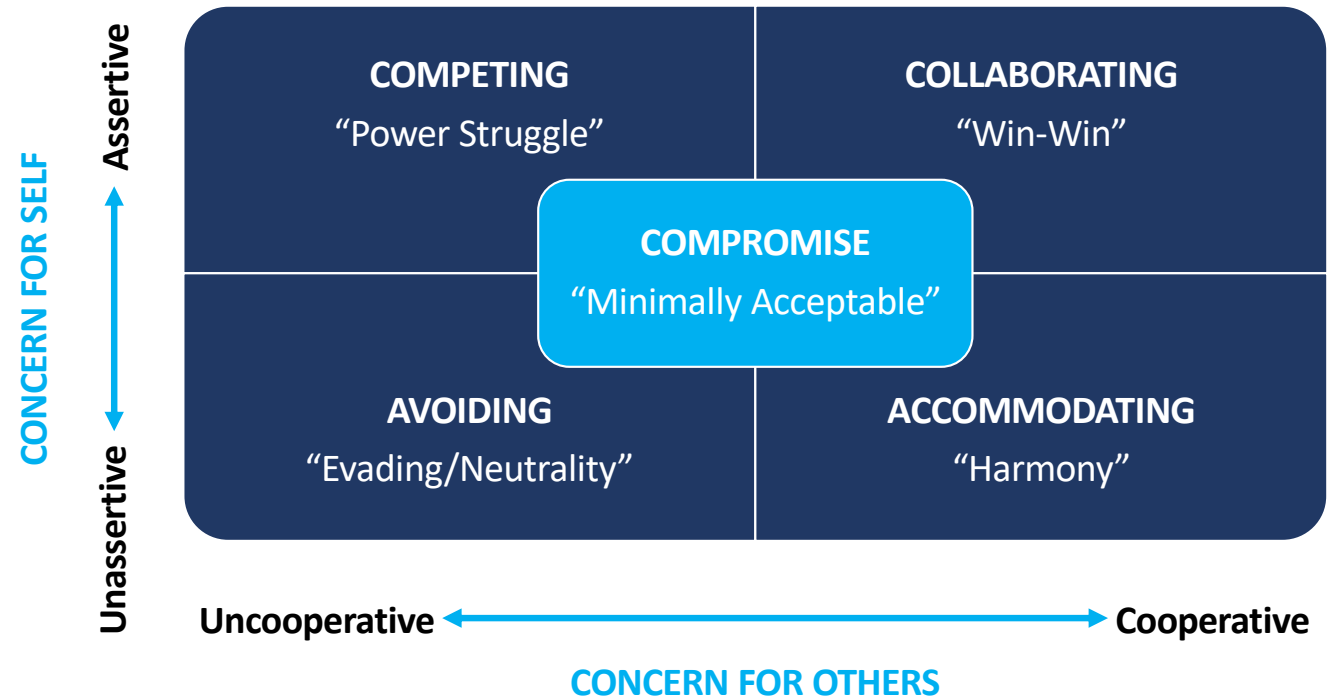 CONCERN FOR SELF
Assertive
Unassertive
COMPETING
“Power Struggle”
COLLABORATING
“Win-Win”
COMPROMISE
“Minimally Acceptable”
AVOIDING
“Evading/Neutrality”
ACCOMMODATING
“Harmony”
Uncooperative
Cooperative
CONCERN FOR OTHERS